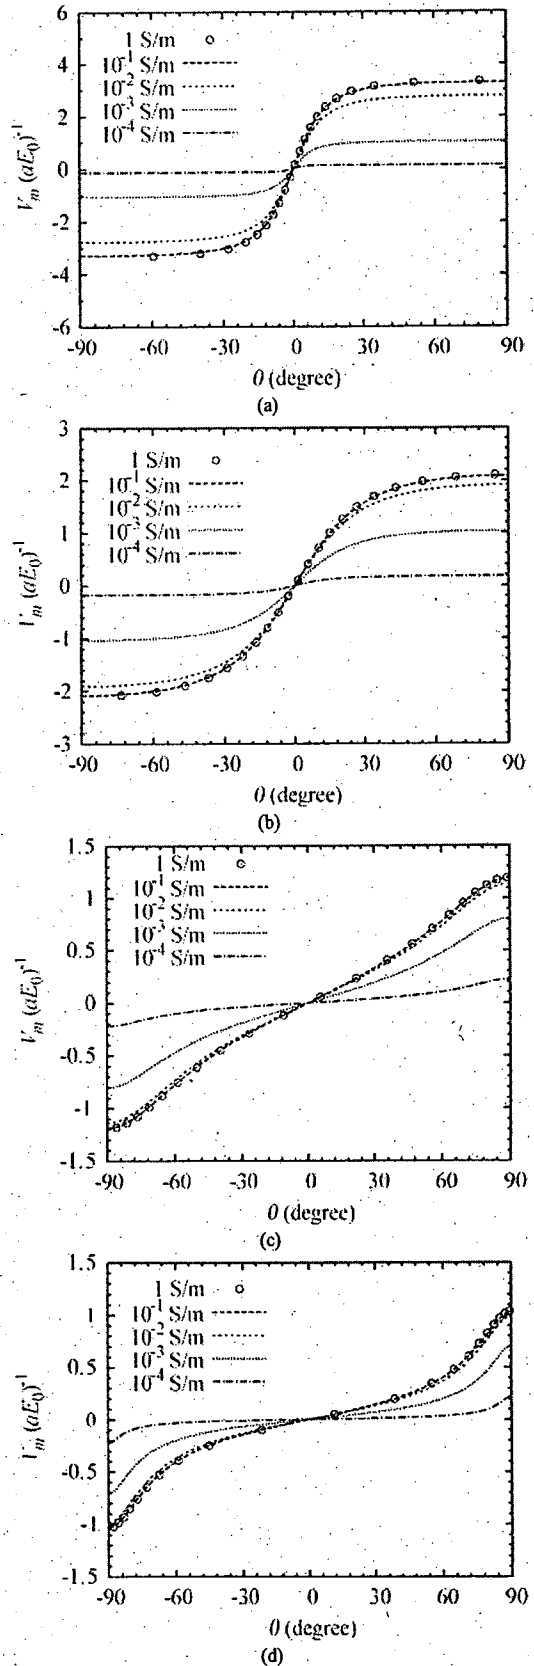 6
4
2
0
-2
-4
-6
V_m (aE_0)^-1
1 S/m
10^-1 S/m
10^-2 S/m
10^-3 S/m
10^-4 S/m
-90 -60 -30 0 30 60 90
θ (degree)
(a)
3
2
1
0
-1
-2
-3
V_m (aE_0)^-1
1 S/m
10^-1 S/m
10^-2 S/m
10^-3 S/m
10^-4 S/m
-90 -60 -30 0 30 60 90
θ (degree)
(b)
1.5
1
0.5
0
-0.5
-1
-1.5
V_m (aE_0)^-1
1 S/m
10^-1 S/m
10^-2 S/m
10^-3 S/m
10^-4 S/m
-90 -60 -30 0 30 60 90
θ (degree)
(c)
1.5
1
0.5
0
-0.5
-1
-1.5
V_m (aE_0)^-1
1 S/m
10^-1 S/m
10^-2 S/m
10^-3 S/m
10^-4 S/m
-90 -60 -30 0 30 60 90
θ (degree)
(d)